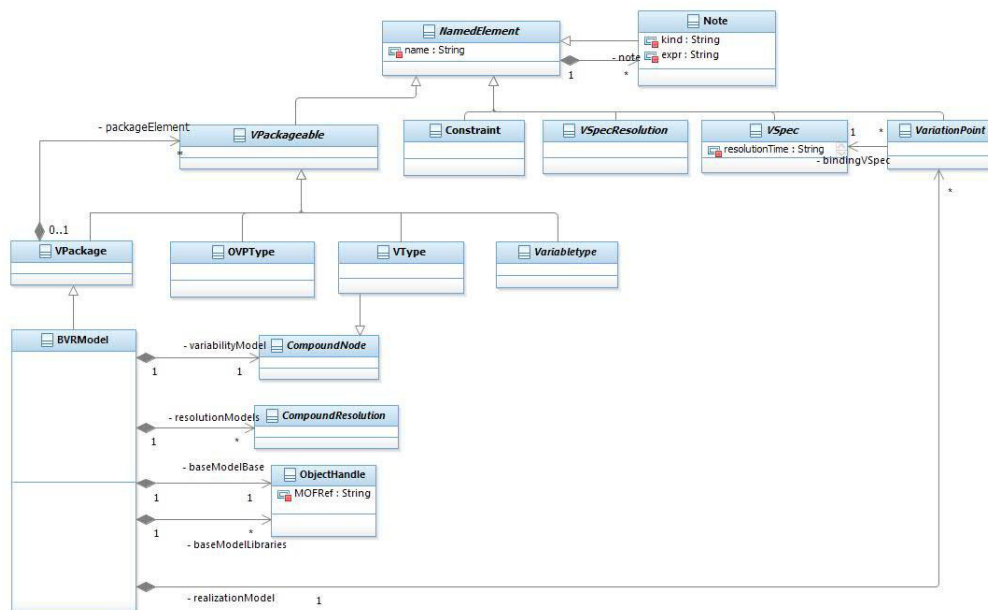 NamedElement
name : String
Note
kind : String
expr : String
- note
1
*
- packageElement
*
VPackageable
Constraint
VSpecResolution
VSpec
resolutionTime : String
1
*
- bindingVSpec
VariationPoint
*
0..1
VPackage
OVPType
VType
Variabletype
BVRModel
- variabilityModel
1
1
CompoundNode
- resolutionModels
1
*
CompoundResolution
- baseModelBase
1
1
ObjectHandle
MOFRef : String
1
*
- baseModelLibraries
- realizationModel
1